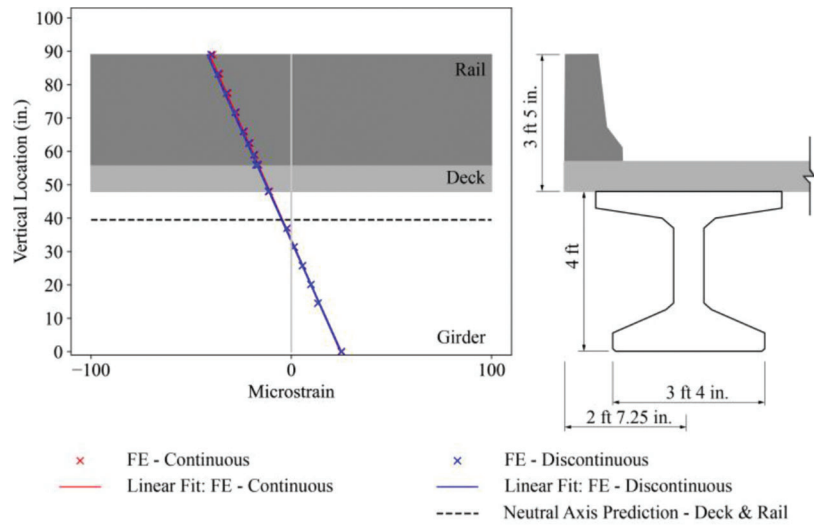 100
90
80
70
60
50
40
30
20
10
0
Vertical Location (in.)
Rail
Deck
Girder
−100
0
100
Microstrain
3 ft 5 in.
4 ft
3 ft 4 in.
2 ft 7.25 in.
FE - Continuous
Linear Fit: FE - Continuous
FE - Discontinuous
Linear Fit: FE - Discontinuous
Neutral Axis Prediction - Deck & Rail